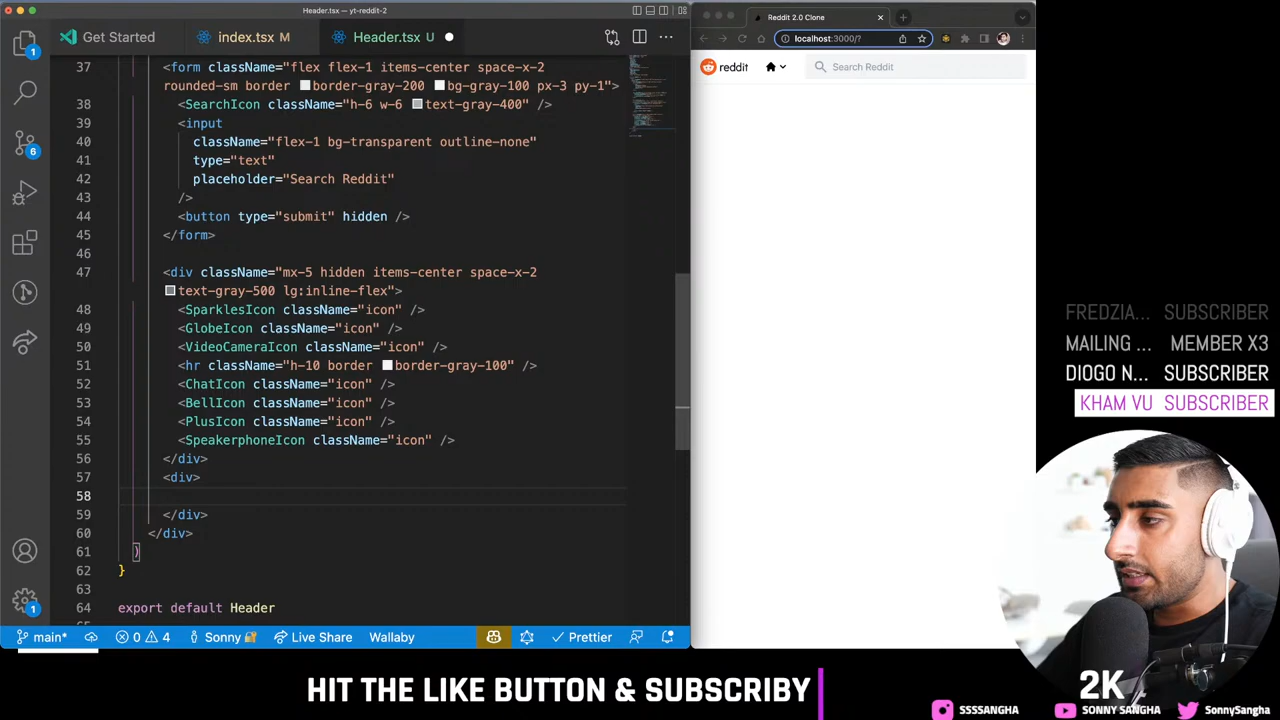 Header.tsx — yt-reddit-2
Get Started
index.tsx M
Header.tsx U
37 <form className="flex flex-1 items-center space-x-2
rounded-sm border border-gray-200 bg-gray-100 px-3 py-1">
38 <SearchIcon className="h-6 w-6 text-gray-400" />
39 <input
40 className="flex-1 bg-transparent outline-none"
41 type="text"
42 placeholder="Search Reddit"
43 />
44 <button type="submit" hidden />
45 </form>
46
47 <div className="mx-5 hidden items-center space-x-2
text-gray-500 lg:inline-flex">
48 <SparklesIcon className="icon" />
49 <GlobeIcon className="icon" />
50 <VideoCameraIcon className="icon" />
51 <hr className="h-10 border border-gray-100" />
52 <ChatIcon className="icon" />
53 <BellIcon className="icon" />
54 <PlusIcon className="icon" />
55 <SpeakerphoneIcon className="icon" />
56 </div>
57 <div>
58
59 </div>
60 </div>
61 )
62 }
63
64 export default Header
1
6
1
main* 0 4 Sonny Live Share Wallaby Prettier
Reddit 2.0 Clone
localhost:3000/?
reddit
Search Reddit
FREDZIA... SUBSCRIBER
MAILING ... MEMBER X3
DIOGO N... SUBSCRIBER
KHAM VU SUBSCRIBER
HIT THE LIKE BUTTON & SUBSCRIBY
2K
SSSSANGHA SONNY SANGHA SonnySangha